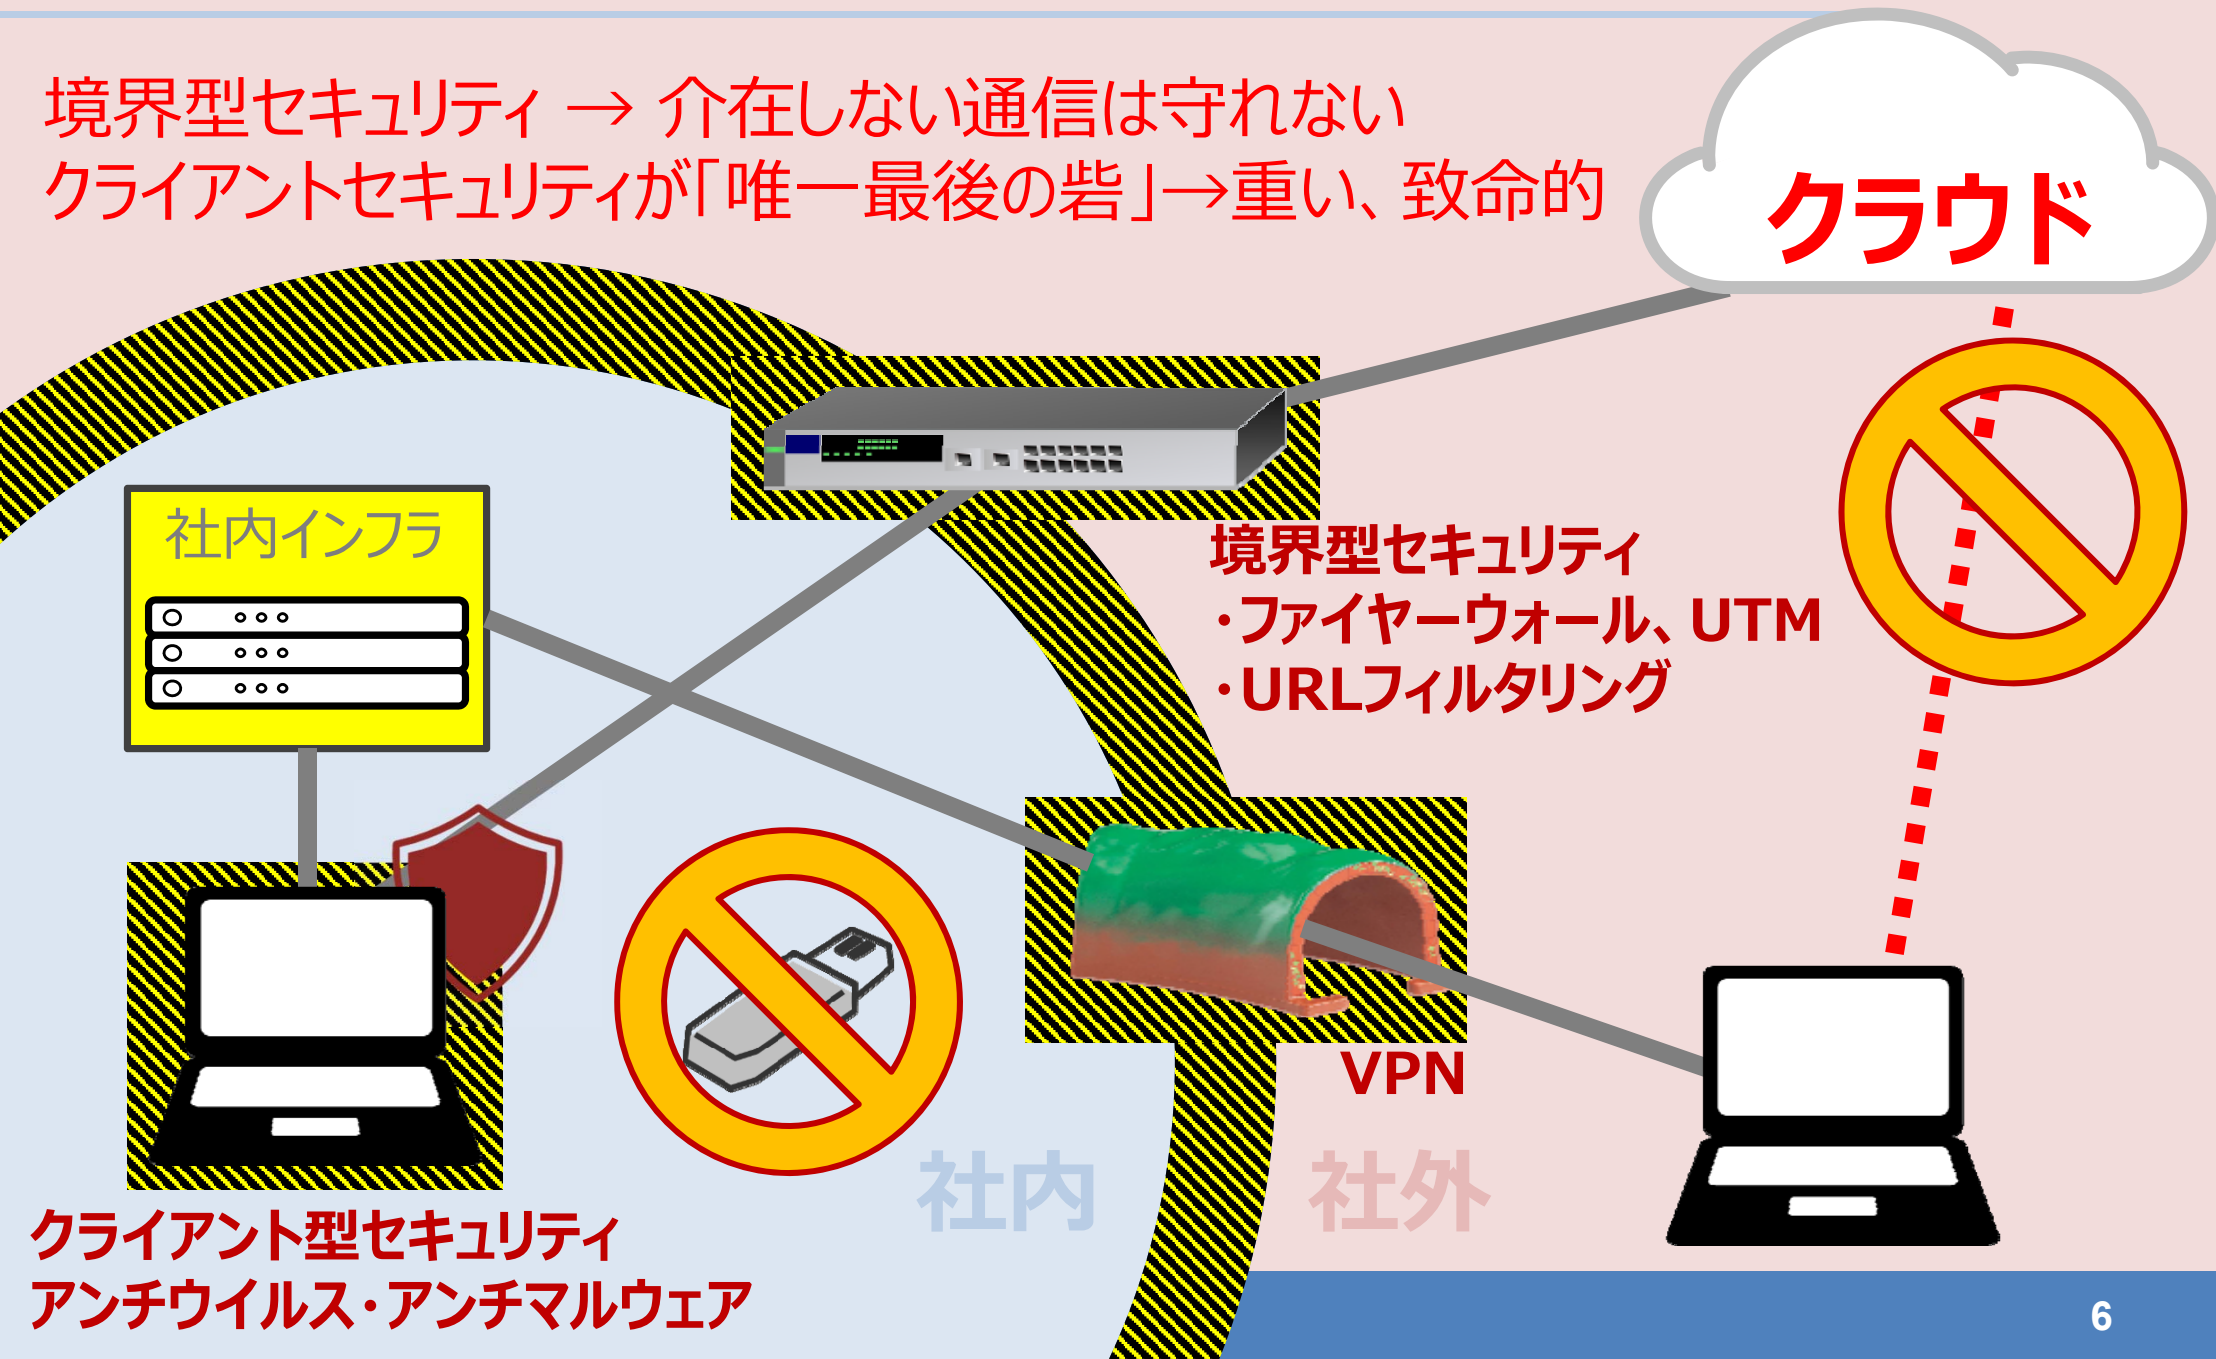 境界型セキュリティ → 介在しない通信は守れない
クライアントセキュリティが「唯一最後の砦」→重い、致命的
クラウド
社内インフラ
境界型セキュリティ
・ファイヤーウォール、UTM
・URLフィルタリング
VPN
社内
社外
クライアント型セキュリティ
アンチウイルス・アンチマルウェア
6